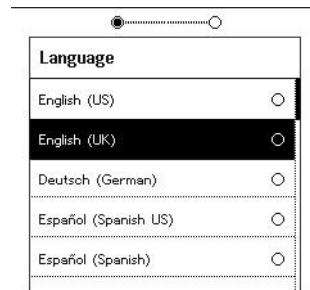 Language
English (US)
English (UK)
Deutsch (German)
Español (Spanish US)
Español (Spanish)